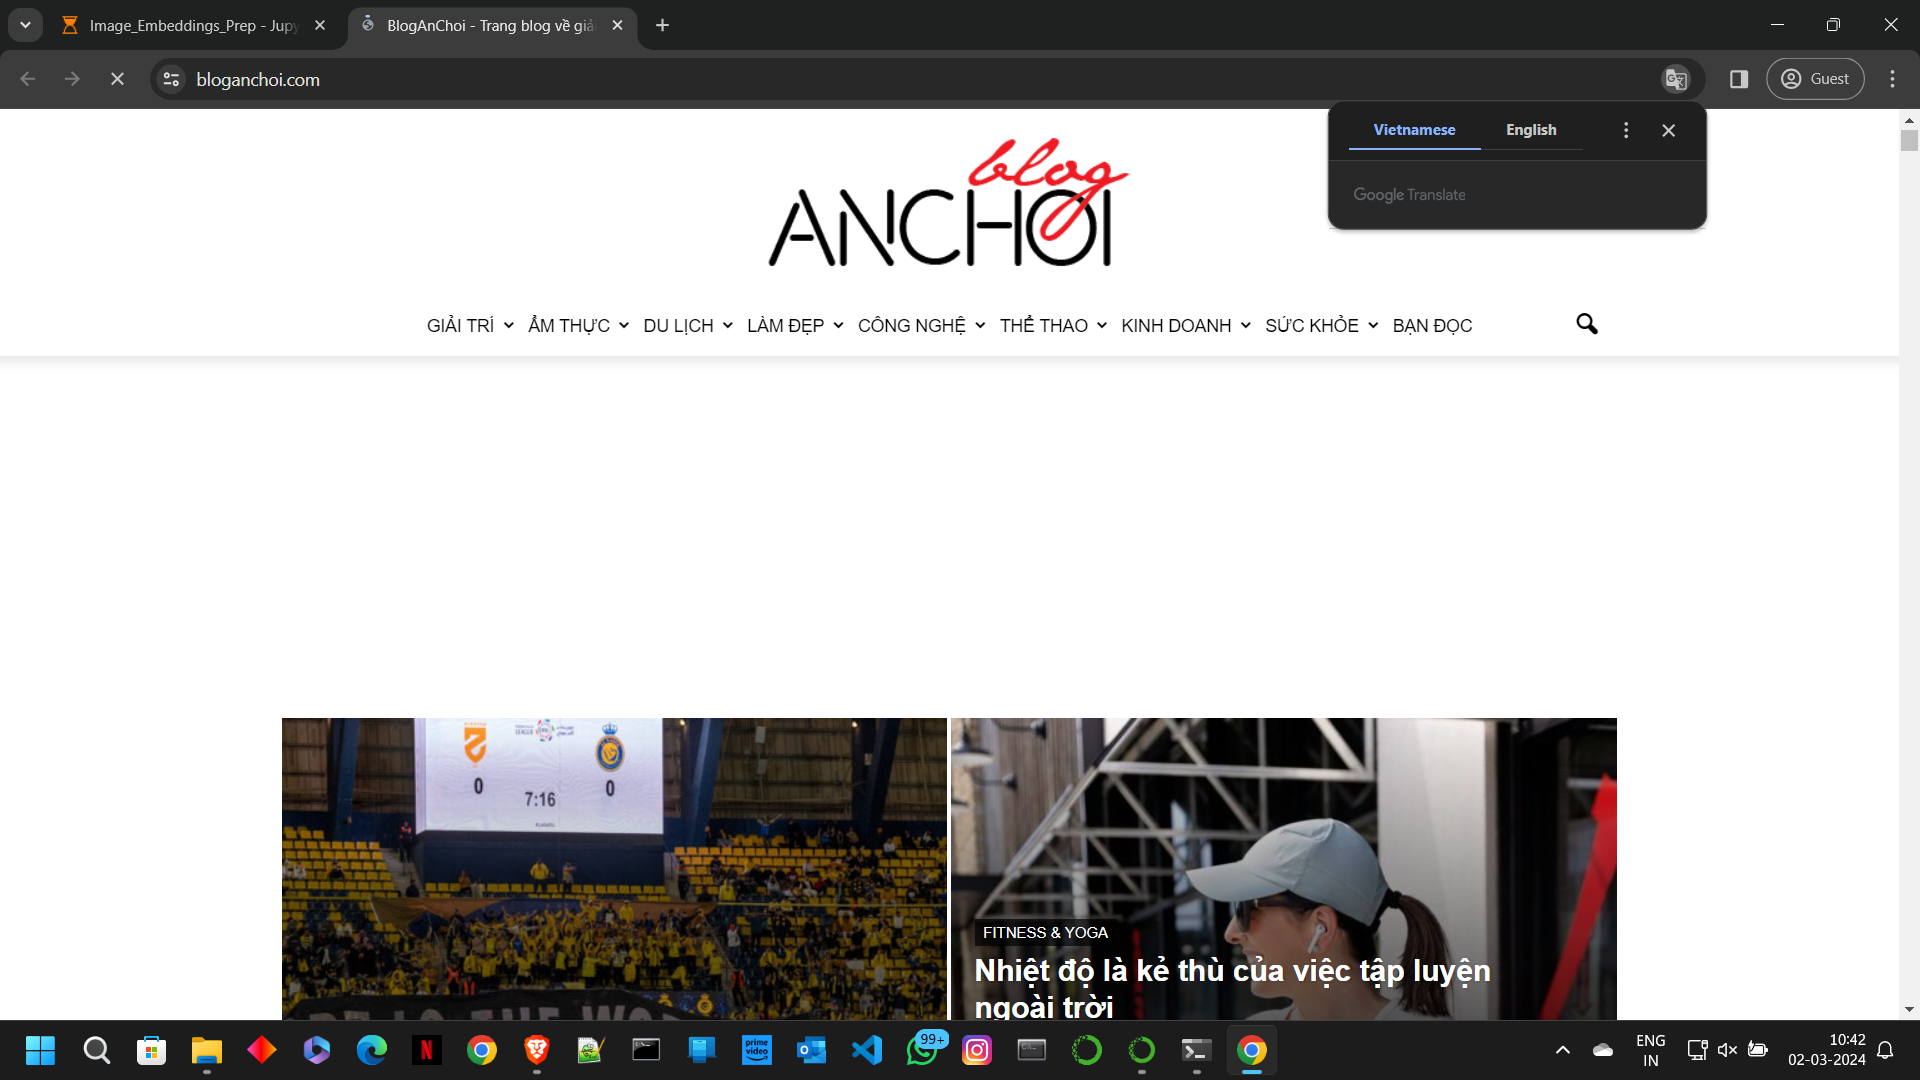 Image_Embeddings_Prep - Jupy
BlogAnChoi - Trang blog về giải
bloganchoi.com
Guest
Vietnamese
English
Google Translate
blog
ANCHOI
GIẢI TRÍ ẨM THỰC DU LỊCH LÀM ĐẸP CÔNG NGHỆ THỂ THAO KINH DOANH SỨC KHỎE BẠN ĐỌC
0
0
7:16
FITNESS & YOGA
Nhiệt độ là kẻ thù của việc tập luyện
ngoài trời
prime
video
99+
ENG
IN
10:42
02-03-2024